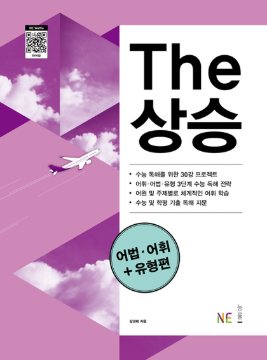 The
상승
• 수능 독해를 위한 30강 프로젝트
• 어휘·어법·유형 3단계 수능 독해 전략
• 어원 및 주제별로 체계적인 어휘 학습
• 수능 및 학평 기출 독해 지문
어법·어휘
+ 유형편
NE